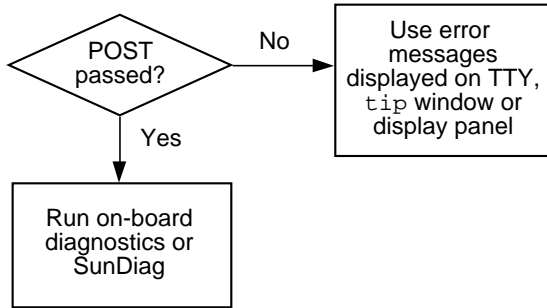 POST
passed?
No
Use error
messages
displayed on TTY,
tip window or
display panel
Yes
Run on-board
diagnostics or
SunDiag